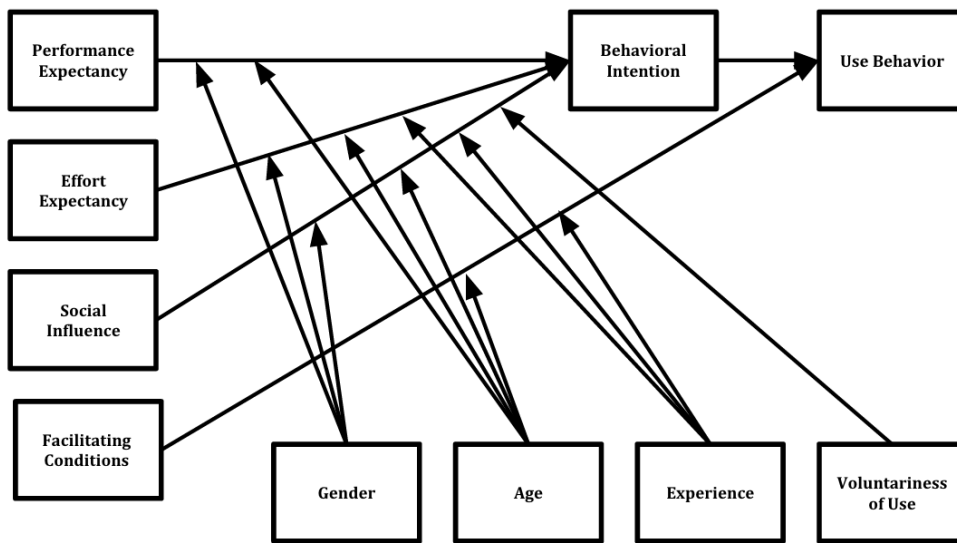 Performance
Expectancy
Behavioral
Intention
Use Behavior
Effort
Expectancy
Social
Influence
Facilitating
Conditions
Gender
Age
Experience
Voluntariness
of Use